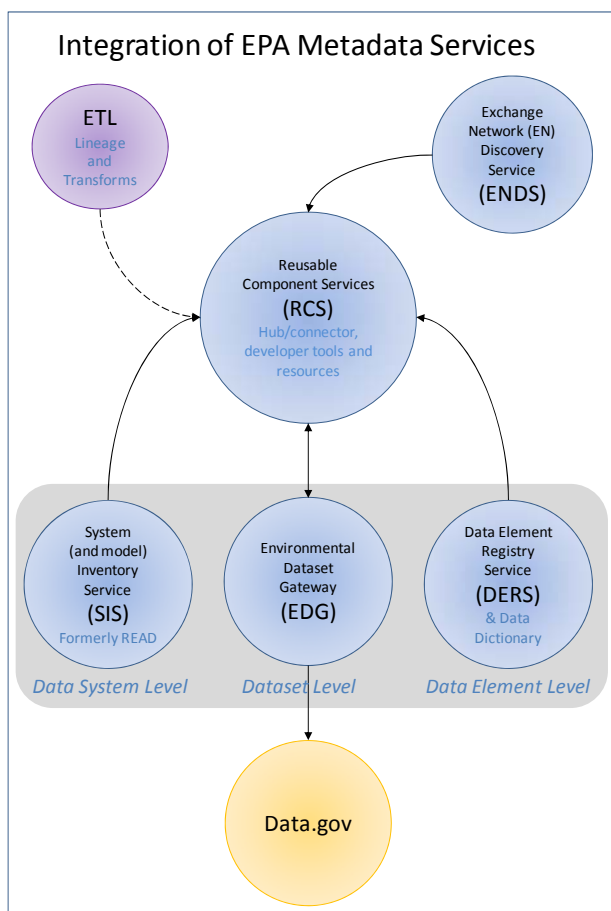 Integration of EPA Metadata Services
ETL
Lineage
and
Transforms
Exchange
Network (EN)
Discovery
Service
(ENDS)
Reusable
Component Services
(RCS)
Hub/connector,
developer tools and
resources
System
(and model)
Inventory
Service
(SIS)
Formerly READ
Environmental
Dataset
Gateway
(EDG)
Data Element
Registry
Service
(DERS)
& Data
Dictionary
Data System Level
Dataset Level
Data Element Level
Data.gov